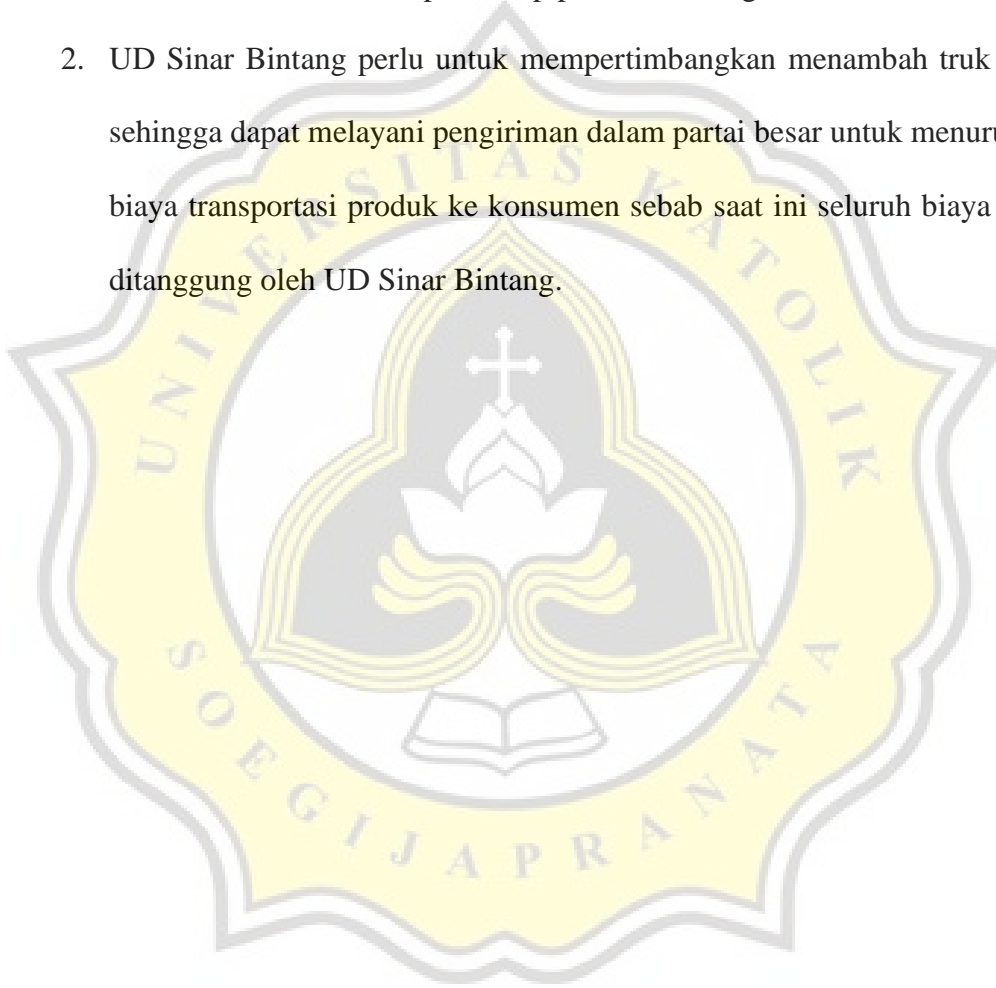 2. UD Sinar Bintang perlu untuk mempertimbangkan menambah truk
sehingga dapat melayani pengiriman dalam partai besar untuk
biaya transportasi produk ke konsumen sebab saat ini seluruh biaya
ditanggung oleh UD Sinar Bintang.
UNIVERSITAS KATOLIK
SOEGIJAPRANATA